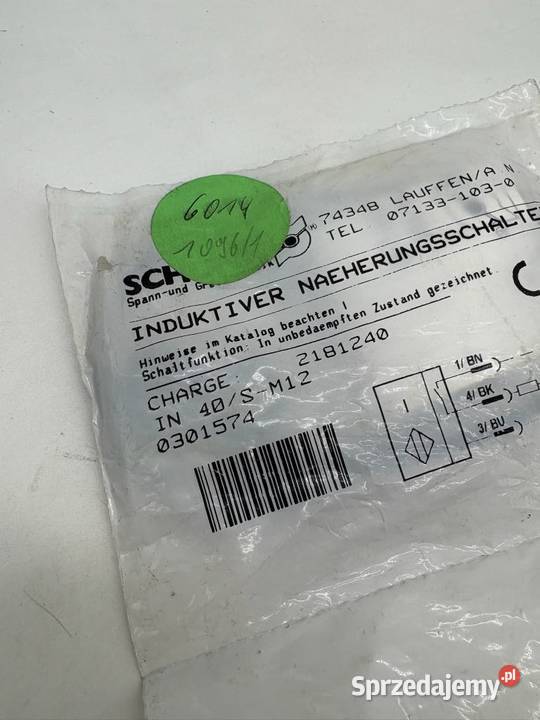 6014
1096/1
74348 LAUFFEN/A N
TEL. 07133-103-0
SCH
Spann-und
INDUKTIVER NAEHERUNGSSCHALTE
Hinweise im Katalog beachten !
Schaltfunktion: In unbedaempften Zustand gezeichnet
CHARGE: 2181240
IN 40/S-M12
0301574
1/BN
4/BK
3/BU
I
Sprzedajemy.pl